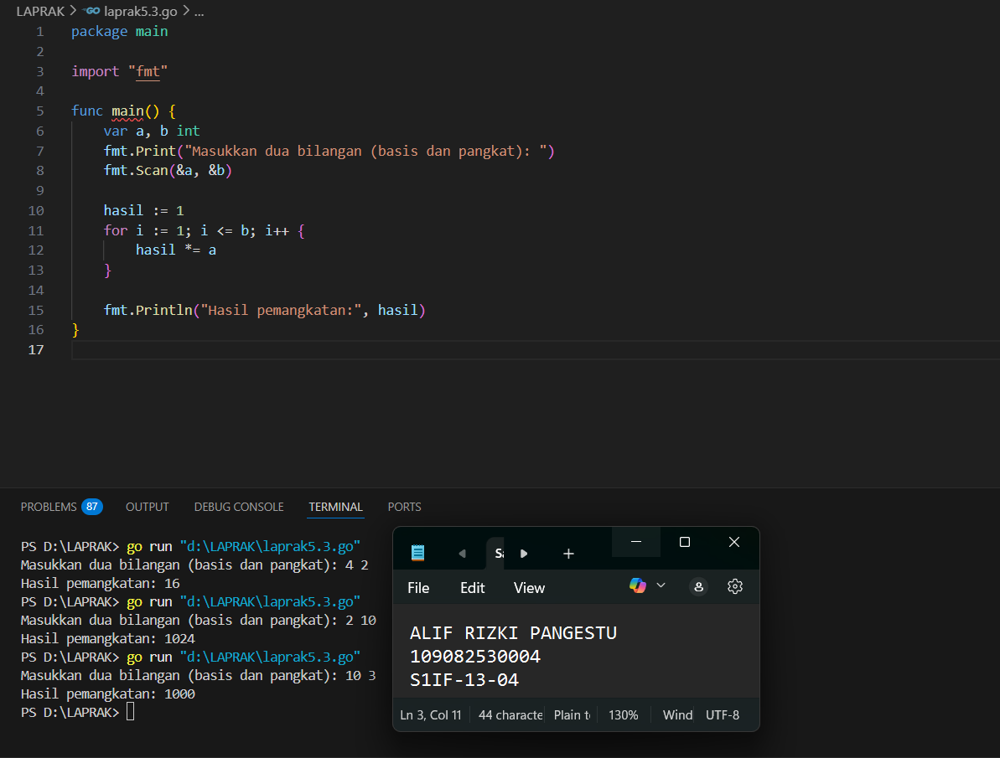 LAPRAK > GO laprak5.3.go > ...
1 package main
2
3 import "fmt"
4
5 func main() {
6 var a, b int
7 fmt.Print("Masukkan dua bilangan (basis dan pangkat): ")
8 fmt.Scan(&a, &b)
9
10 hasil := 1
11 for i := 1; i <= b; i++ {
12 hasil *= a
13 }
14
15 fmt.Println("Hasil pemangkatan:", hasil)
16 }
17
PROBLEMS 87 OUTPUT DEBUG CONSOLE TERMINAL PORTS
PS D:\LAPRAK> go run "d:\LAPRAK\laprak5.3.go"
Masukkan dua bilangan (basis dan pangkat): 4 2
Hasil pemangkatan: 16
PS D:\LAPRAK> go run "d:\LAPRAK\laprak5.3.go"
Masukkan dua bilangan (basis dan pangkat): 2 10
Hasil pemangkatan: 1024
PS D:\LAPRAK> go run "d:\LAPRAK\laprak5.3.go"
Masukkan dua bilangan (basis dan pangkat): 10 3
Hasil pemangkatan: 1000
PS D:\LAPRAK>
File Edit View
ALIF RIZKI PANGESTU
109082530004
S1IF-13-04
Ln 3, Col 11 44 characte Plain t 130% Wind UTF-8